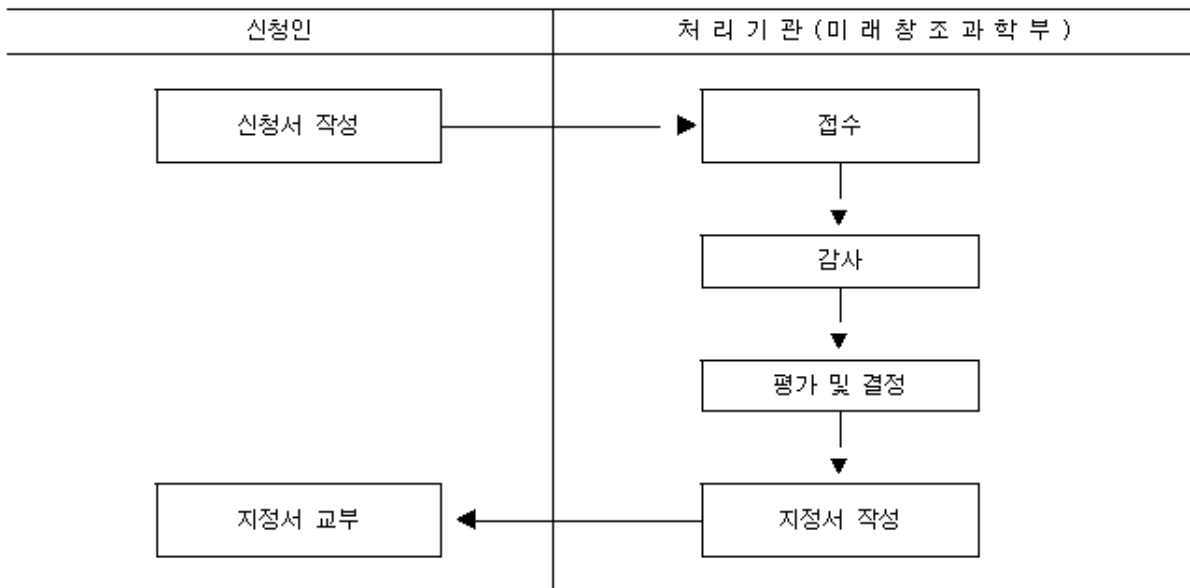 신청인
처 리 기 관 (미 래 창 조 과 학 부 )
신청서 작성
접수
감사
평가 및 결정
지정서 교부
지정서 작성